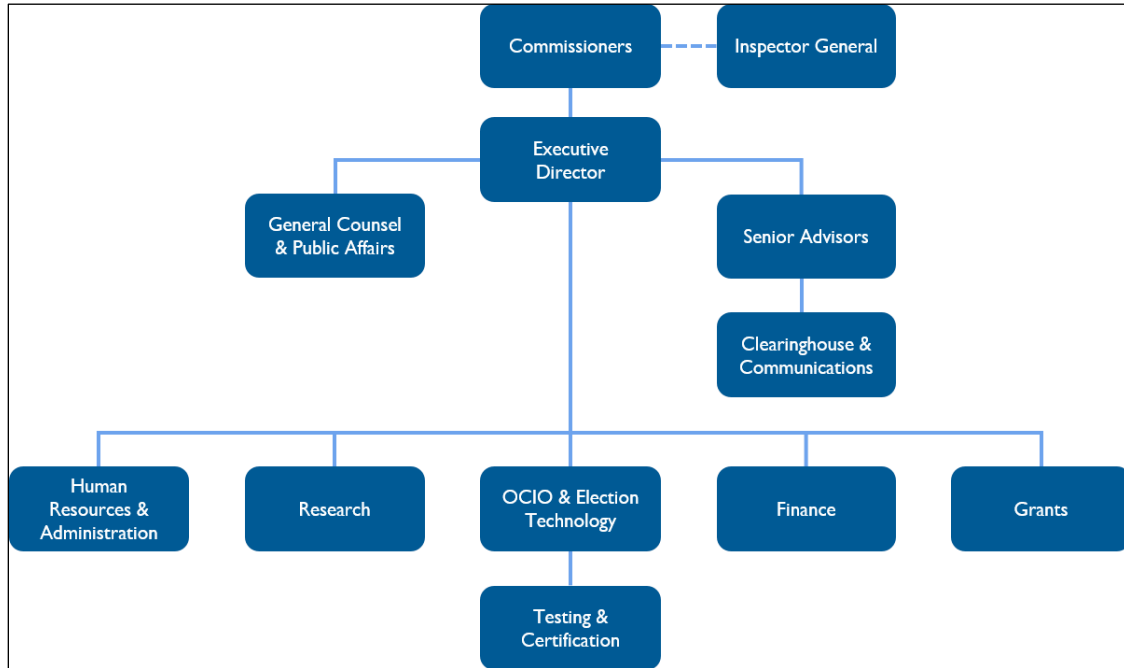 Commissioners
Inspector General
Executive
Director
General Counsel
& Public Affairs
Senior Advisors
Clearinghouse &
Communications
Human
Resources &
Administration
Research
OCIO & Election
Technology
Finance
Grants
Testing &
Certification